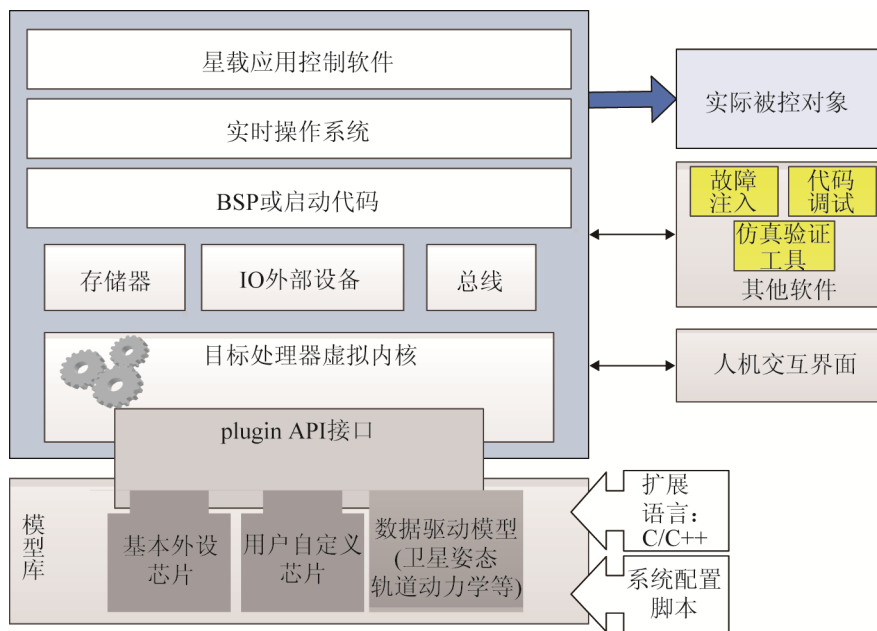 星载应用控制软件
实时操作系统
BSP或启动代码
存储器
IO外部设备
总线
目标处理器虚拟内核
plugin API接口
实际被控对象
故障
注入
代码
调试
仿真验证
工具
其他软件
人机交互界面
模型库
基本外设
芯片
用户自定义
芯片
数据驱动模型
(卫星姿态
轨道动力学等)
扩展
语言：
C/C++
系统配置
脚本